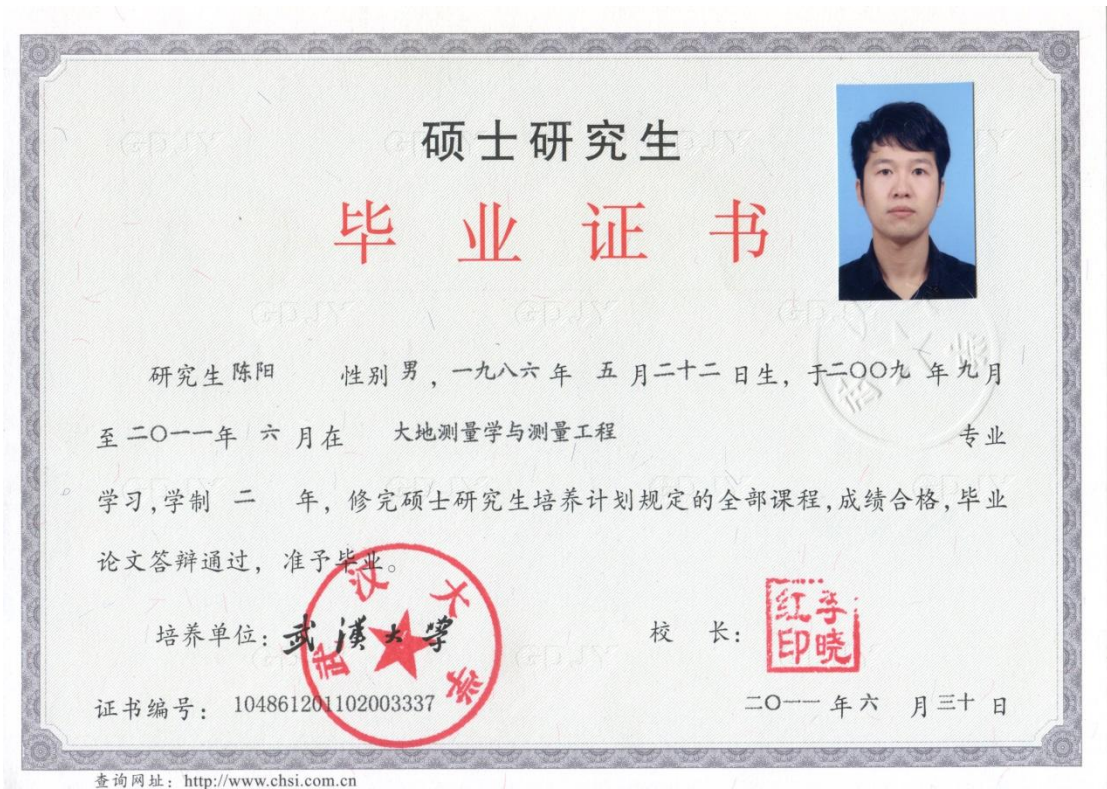 硕士研究生
毕业证书
研究生 陈阳 性别 男 , 一九八六 年 五 月 二十二 日生, 于二〇〇九 年 九月
至 二〇一一年 六 月在 大地测量学与测量工程 专业
学习,学制 二 年, 修完硕士研究生培养计划规定的全部课程,成绩合格,毕业
论文答辩通过, 准予毕业。
武汉大学
培养单位: 武漢大学 校 长: 李晓红印
证书编号: 104861201102003337 二〇一一 年 六 月 三十 日
查询网址: http://www.chsi.com.cn